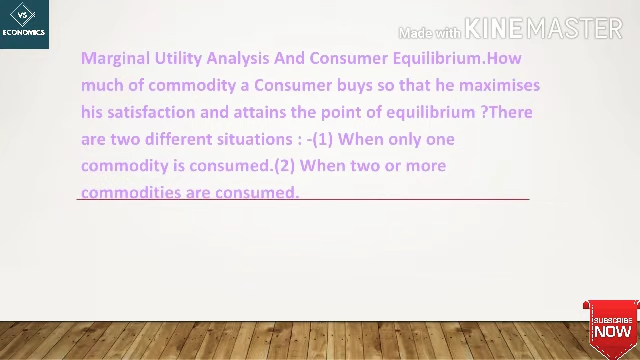 VS
ECONOMICS
Made with KINEMASTER
Marginal Utility Analysis And Consumer Equilibrium.How
much of commodity a Consumer buys so that he maximises
his satisfaction and attains the point of equilibrium ?There
are two different situations : -(1) When only one
commodity is consumed.(2) When two or more
commodities are consumed.
SUBSCRIBE
NOW